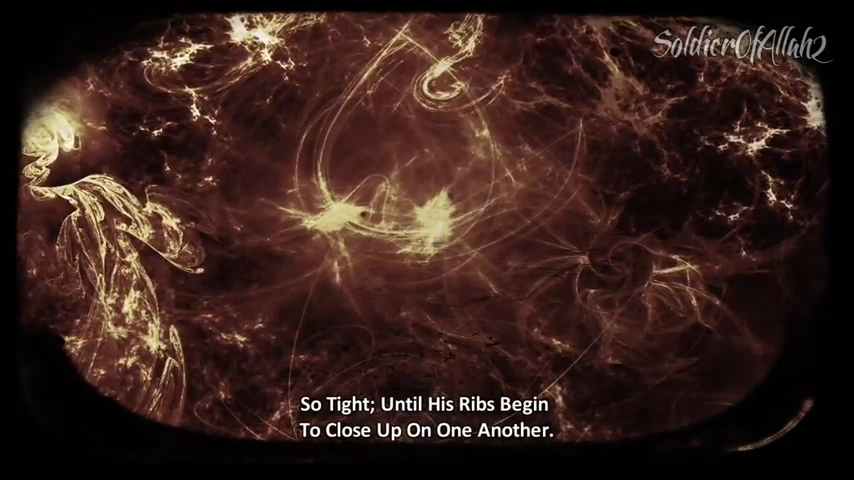 SoldierOfAllah2
So Tight; Until His Ribs Begin
To Close Up On One Another.